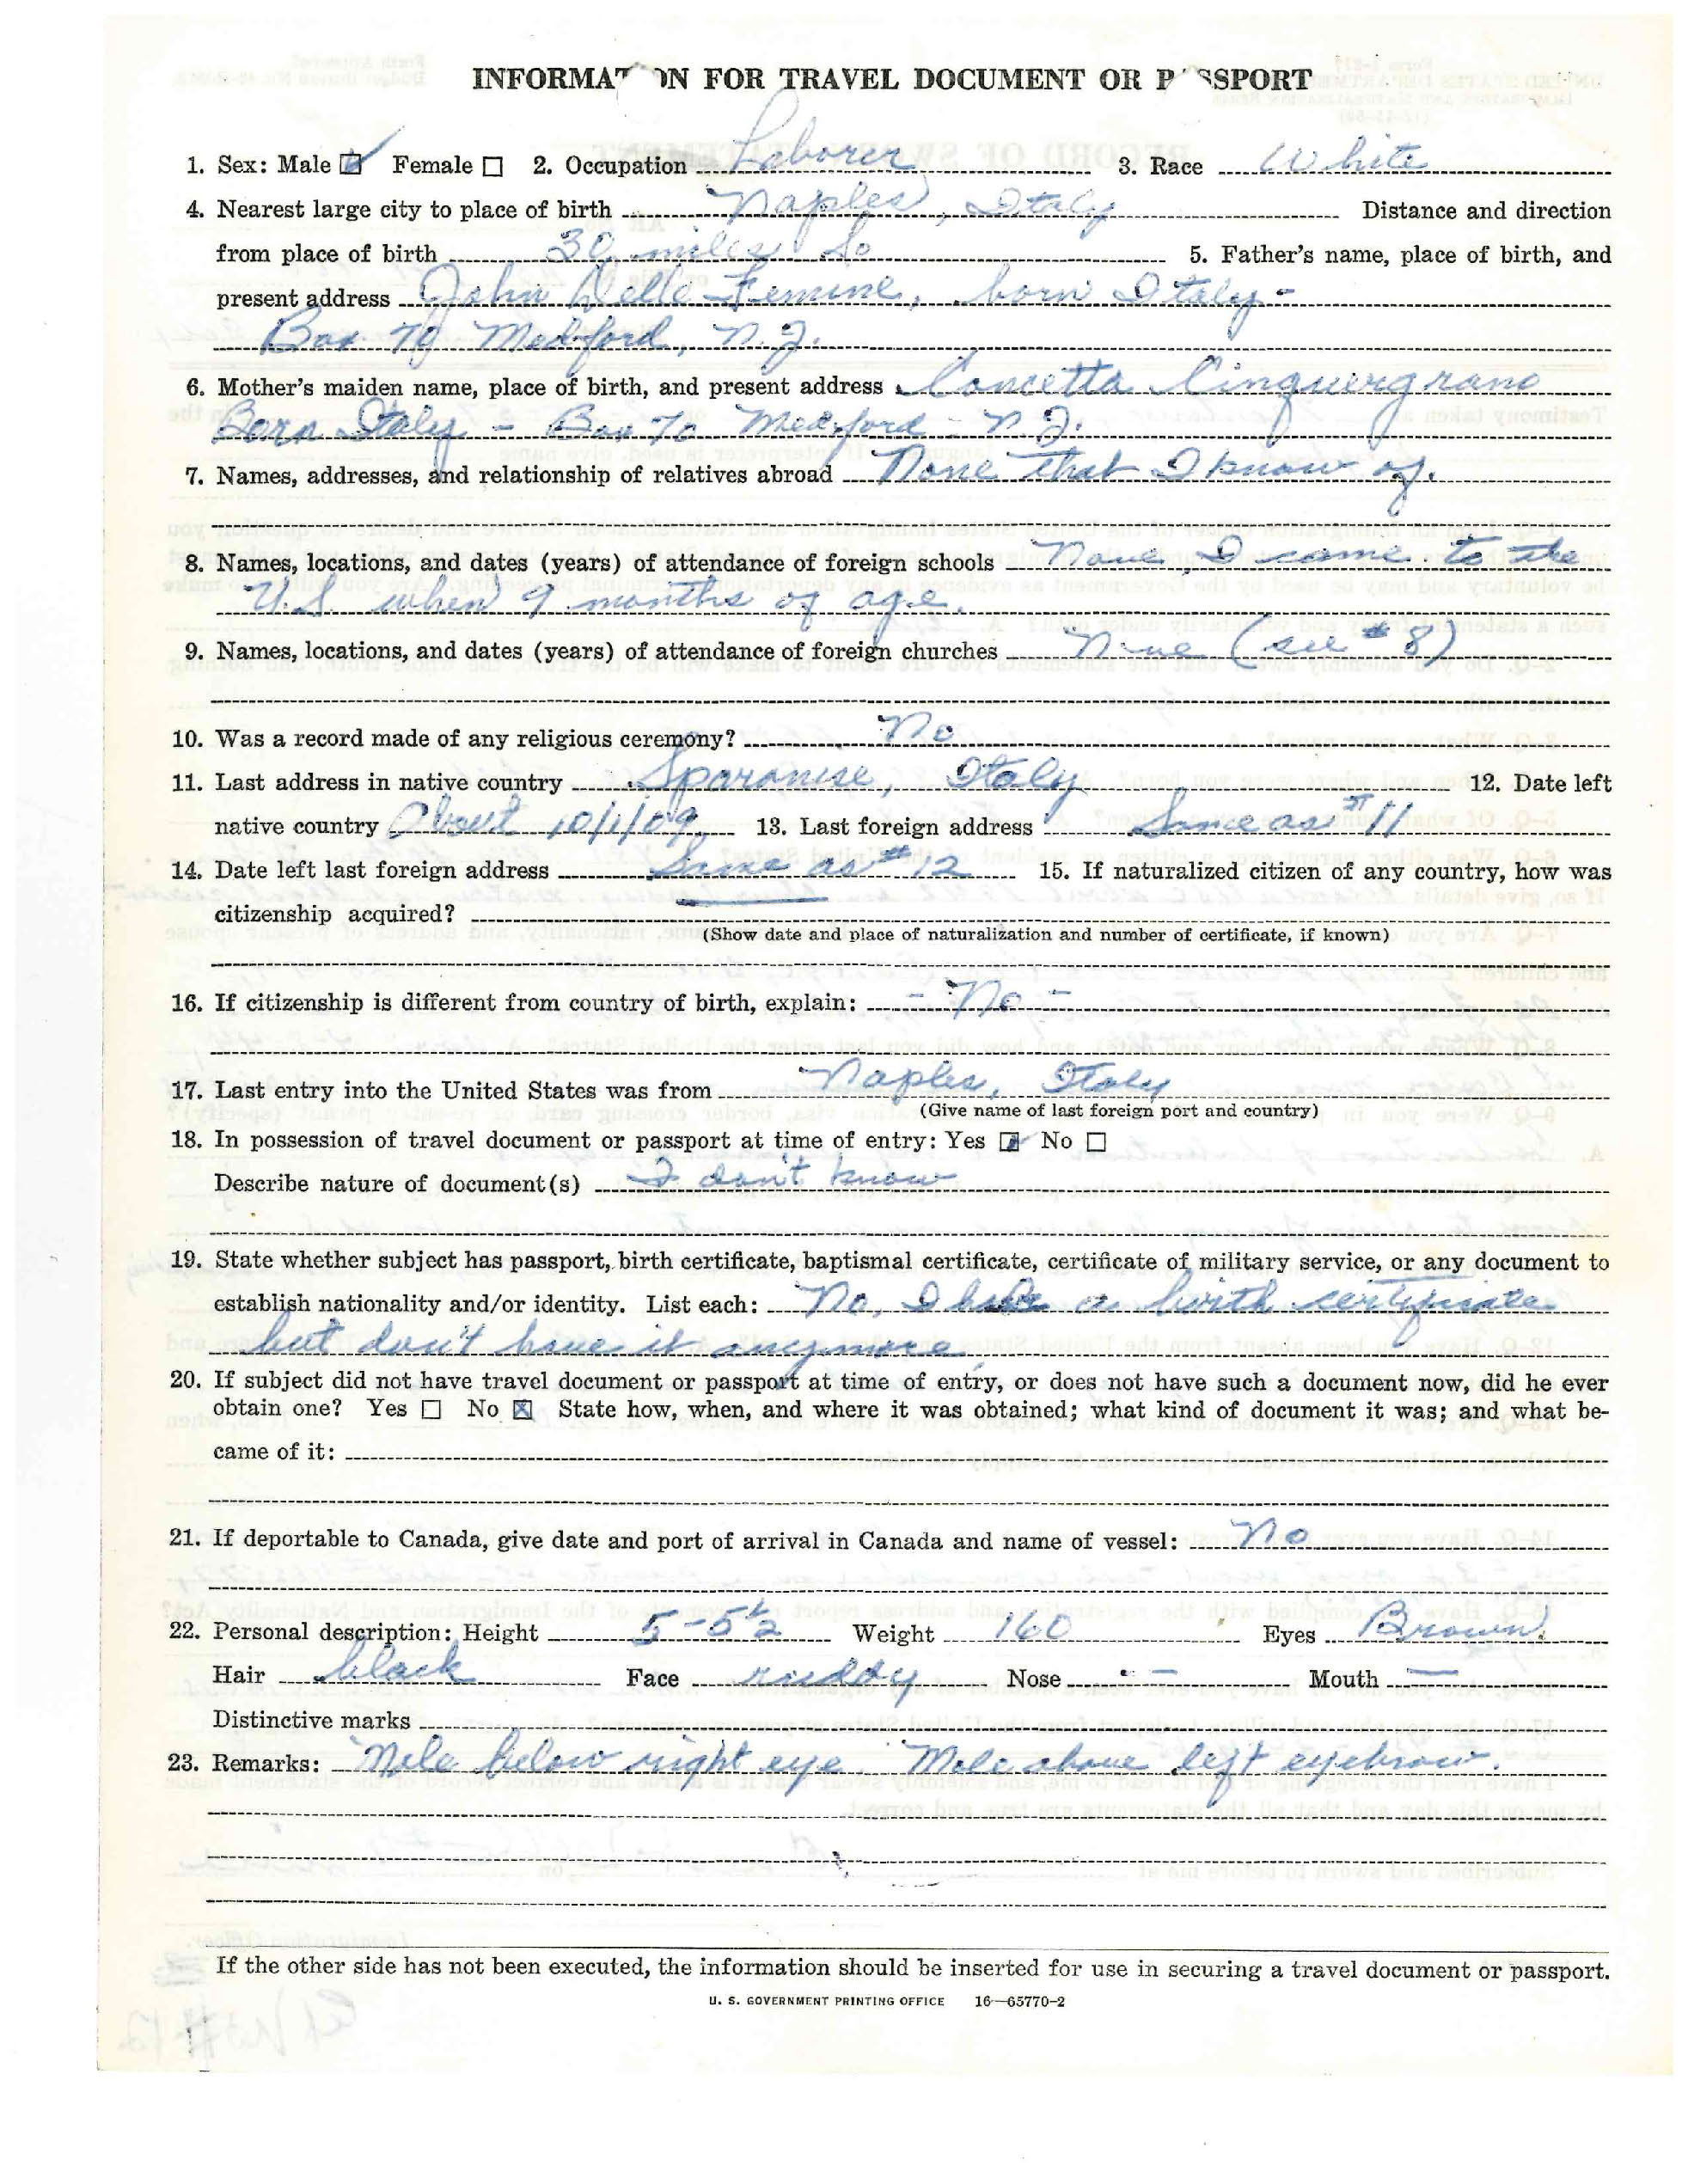 INFORMAT ON FOR TRAVEL DOCUMENT OR P SSPORT
1. Sex: Male ☑ Female ☐ 2. Occupation Laborer 3. Race White
4. Nearest large city to place of birth Naples, Italy Distance and direction
from place of birth 30 miles So 5. Father's name, place of birth, and
present address John Delle Femine, born Italy -
Box 70 Medford, N.J.
6. Mother's maiden name, place of birth, and present address Concetta Cinquegrano
Born Italy - Box 70 Medford - N.J.
7. Names, addresses, and relationship of relatives abroad None that I know of.
8. Names, locations, and dates (years) of attendance of foreign schools None, I came to the
U.S. when 9 months of age.
9. Names, locations, and dates (years) of attendance of foreign churches None (see #8)
10. Was a record made of any religious ceremony? No
11. Last address in native country Sparanise, Italy 12. Date left
native country About 10/1/09 13. Last foreign address Same as #11
14. Date left last foreign address Same as #12 15. If naturalized citizen of any country, how was
citizenship acquired? —
(Show date and place of naturalization and number of certificate, if known)
16. If citizenship is different from country of birth, explain: - No -
17. Last entry into the United States was from Naples, Italy
(Give name of last foreign port and country)
18. In possession of travel document or passport at time of entry: Yes ☑ No ☐
Describe nature of document(s) I don't know
19. State whether subject has passport, birth certificate, baptismal certificate, certificate of military service, or any document to
establish nationality and/or identity. List each: No, I had a birth certificate
but don't have it anymore
20. If subject did not have travel document or passport at time of entry, or does not have such a document now, did he ever
obtain one? Yes ☐ No ☒ State how, when, and where it was obtained; what kind of document it was; and what be-
came of it:
21. If deportable to Canada, give date and port of arrival in Canada and name of vessel: No
22. Personal description: Height 5-5½ Weight 160 Eyes Brown
Hair black Face ruddy Nose - Mouth —
Distinctive marks
23. Remarks: Mole below right eye. Mole above left eyebrow.
If the other side has not been executed, the information should be inserted for use in securing a travel document or passport.
U. S. GOVERNMENT PRINTING OFFICE 16—65770-2